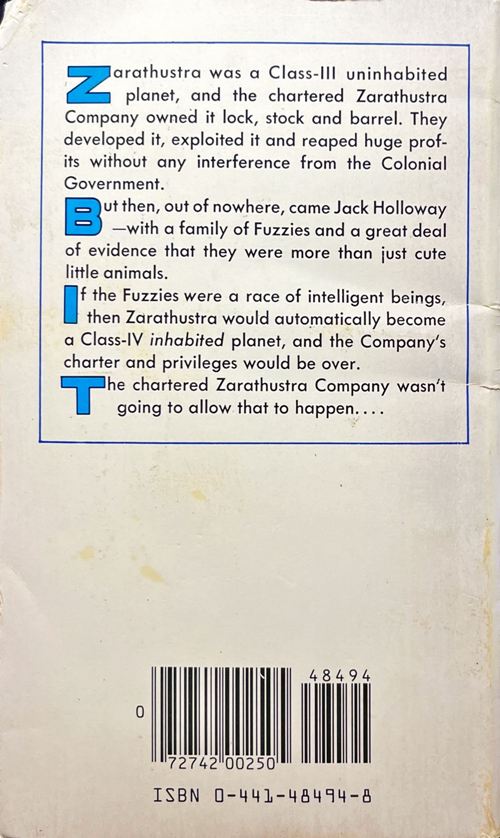 Zarathustra was a Class-III uninhabited
planet, and the chartered Zarathustra
Company owned it lock, stock and barrel. They
developed it, exploited it and reaped huge prof-
its without any interference from the Colonial
Government.
But then, out of nowhere, came Jack Holloway
—with a family of Fuzzies and a great deal
of evidence that they were more than just cute
little animals.
If the Fuzzies were a race of intelligent beings,
then Zarathustra would automatically become
a Class-IV inhabited planet, and the Company's
charter and privileges would be over.
The chartered Zarathustra Company wasn't
going to allow that to happen....
48494
0
72742 00250
ISBN 0-441-48494-8